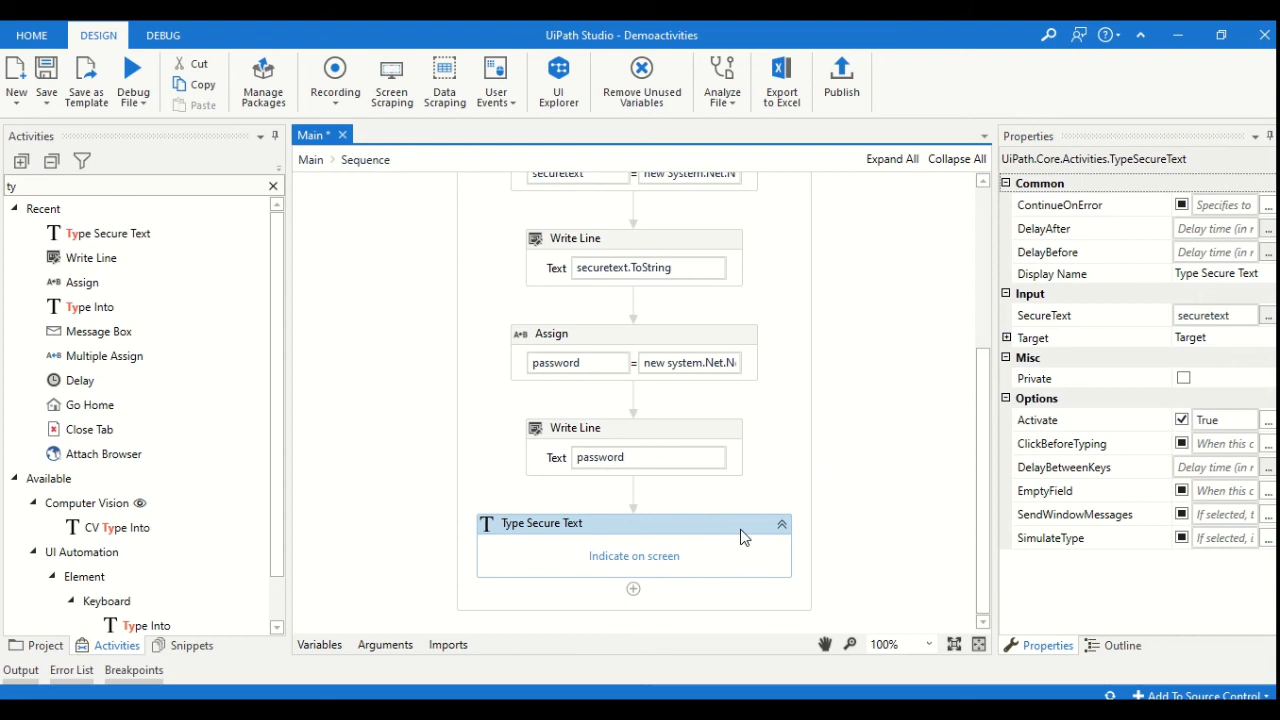 HOME DESIGN DEBUG UiPath Studio - Demoactivities
New Save Save as Template Debug File Cut Copy Paste Manage Packages Recording Screen Scraping Data Scraping User Events UI Explorer Remove Unused Variables Analyze File Export to Excel Publish
Activities
ty
Recent
Type Secure Text
Write Line
Assign
Type Into
Message Box
Multiple Assign
Delay
Go Home
Close Tab
Attach Browser
Available
Computer Vision
CV Type Into
UI Automation
Element
Keyboard
Type Into
Project Activities Snippets
Output Error List Breakpoints
Main *
Main > Sequence Expand All Collapse All
securetext = new System.Net.N
Write Line
Text securetext.ToString
Assign
password = new system.Net.N
Write Line
Text password
Type Secure Text
Indicate on screen
Variables Arguments Imports 100%
Properties
UiPath.Core.Activities.TypeSecureText
Common
ContinueOnError Specifies to ...
DelayAfter Delay time (in r ...
DelayBefore Delay time (in r ...
Display Name Type Secure Text
Input
SecureText securetext ...
Target Target
Misc
Private
Options
Activate True ...
ClickBeforeTyping When this c ...
DelayBetweenKeys Delay time (in r ...
EmptyField When this c ...
SendWindowMessages If selected, t ...
SimulateType If selected, i ...
Properties Outline
Add To Source Control